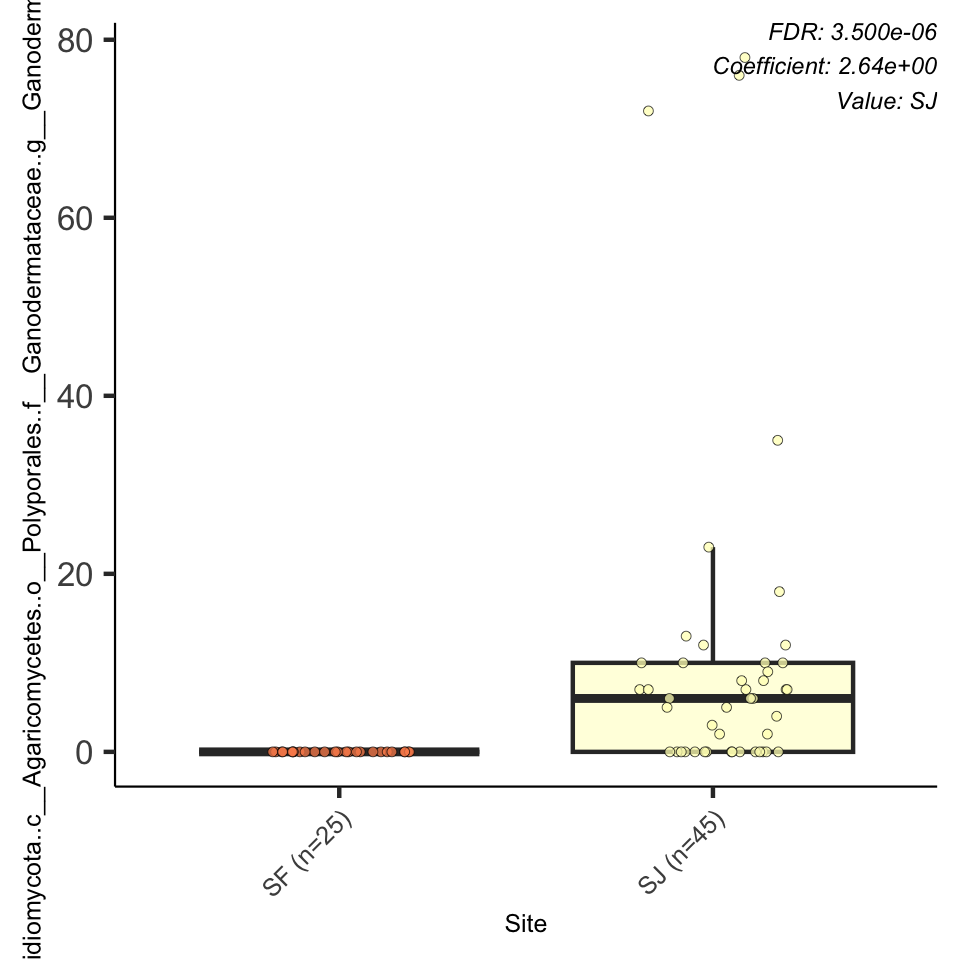 idiomycota..c__Agaricomycetes..o__Polyporales..f__Ganodermataceae..g__Ganoderm
80
60
40
20
0
FDR: 3.500e-06
Coefficient: 2.64e+00
Value: SJ
SF (n=25)
SJ (n=45)
Site